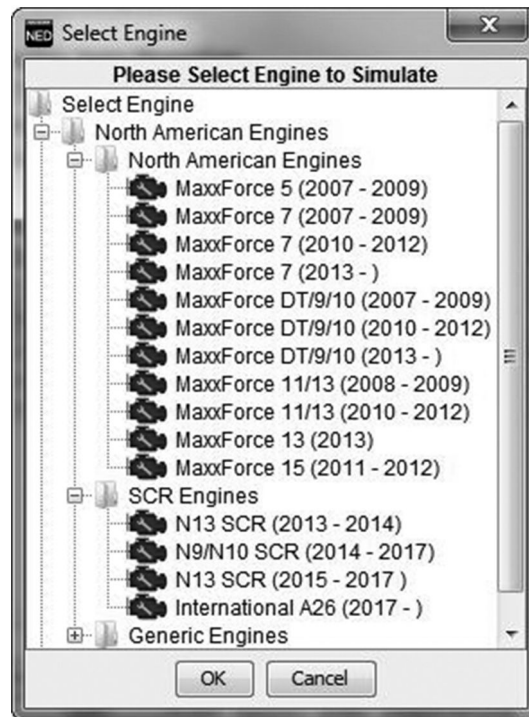 NED Select Engine X
Please Select Engine to Simulate
Select Engine
North American Engines
North American Engines
MaxxForce 5 (2007 - 2009)
MaxxForce 7 (2007 - 2009)
MaxxForce 7 (2010 - 2012)
MaxxForce 7 (2013 - )
MaxxForce DT/9/10 (2007 - 2009)
MaxxForce DT/9/10 (2010 - 2012)
MaxxForce DT/9/10 (2013 - )
MaxxForce 11/13 (2008 - 2009)
MaxxForce 11/13 (2010 - 2012)
MaxxForce 13 (2013)
MaxxForce 15 (2011 - 2012)
SCR Engines
N13 SCR (2013 - 2014)
N9/N10 SCR (2014 - 2017)
N13 SCR (2015 - 2017 )
International A26 (2017 - )
Generic Engines
OK Cancel